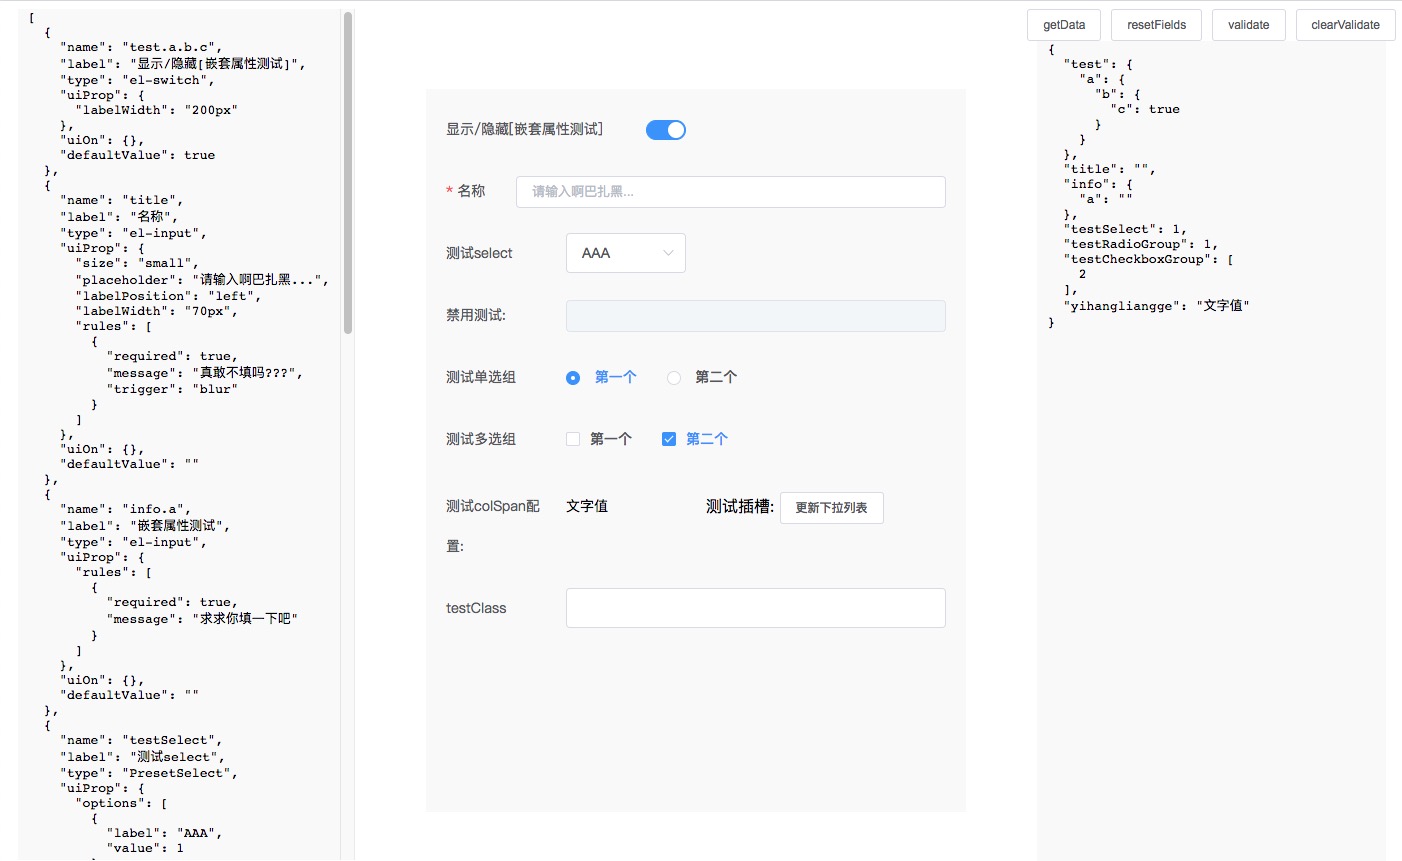 [
{
"name": "test.a.b.c",
"label": "显示/隐藏[嵌套属性测试]",
"type": "el-switch",
"uiProp": {
"labelWidth": "200px"
},
"uiOn": {},
"defaultValue": true
},
{
"name": "title",
"label": "名称",
"type": "el-input",
"uiProp": {
"size": "small",
"placeholder": "请输入啊巴扎黑...",
"labelPosition": "left",
"labelWidth": "70px",
"rules": [
{
"required": true,
"message": "真敢不填吗???",
"trigger": "blur"
}
]
},
"uiOn": {},
"defaultValue": ""
},
{
"name": "info.a",
"label": "嵌套属性测试",
"type": "el-input",
"uiProp": {
"rules": [
{
"required": true,
"message": "求求你填一下吧"
}
]
},
"uiOn": {},
"defaultValue": ""
},
{
"name": "testSelect",
"label": "测试select",
"type": "PresetSelect",
"uiProp": {
"options": [
{
"label": "AAA",
"value": 1
显示/隐藏[嵌套属性测试]
* 名称 请输入啊巴扎黑...
测试select AAA
禁用测试:
测试单选组 第一个 第二个
测试多选组 第一个 第二个
测试colSpan配 文字值 测试插槽: 更新下拉列表
置:
testClass
getData resetFields validate clearValidate
{
"test": {
"a": {
"b": {
"c": true
}
}
},
"title": "",
"info": {
"a": ""
},
"testSelect": 1,
"testRadioGroup": 1,
"testCheckboxGroup": [
2
],
"yihangliangge": "文字值"
}